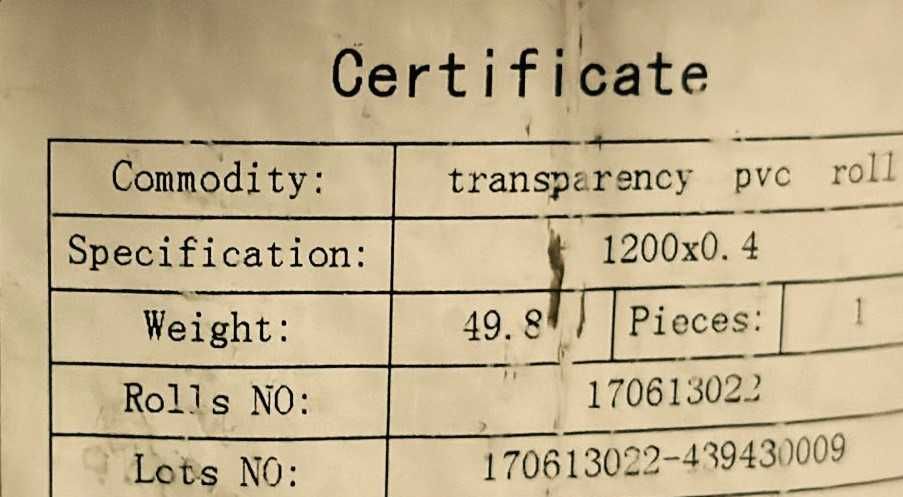 Certificate
Commodity: transparency pvc roll
Specification: 1200x0.4
Weight: 49.8 Pieces: 1
Rolls NO: 170613022
Lots NO: 170613022-439430009